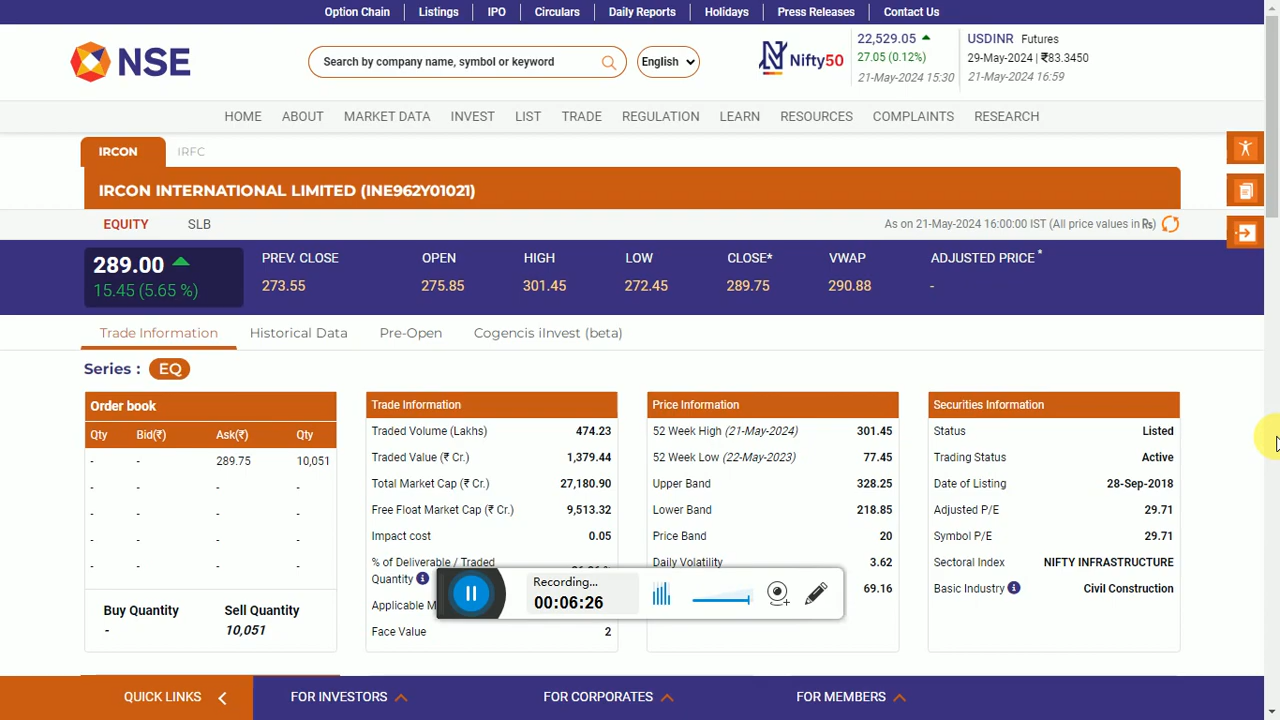 Option Chain Listings IPO Circulars Daily Reports Holidays Press Releases Contact Us
NSE
Search by company name, symbol or keyword
English
Nifty50
22,529.05
27.05 (0.12%)
21-May-2024 15:30
USDINR Futures
29-May-2024 | ₹83.3450
21-May-2024 16:59
HOME ABOUT MARKET DATA INVEST LIST TRADE REGULATION LEARN RESOURCES COMPLAINTS RESEARCH
IRCON IRFC
IRCON INTERNATIONAL LIMITED (INE962Y01021)
EQUITY SLB As on 21-May-2024 16:00:00 IST (All price values in ₨)
289.00
15.45 (5.65 %)
PREV. CLOSE OPEN HIGH LOW CLOSE* VWAP ADJUSTED PRICE *
273.55 275.85 301.45 272.45 289.75 290.88 -
Trade Information Historical Data Pre-Open Cogencis iInvest (beta)
Series : EQ
Order book
Qty Bid(₹) Ask(₹) Qty
- - 289.75 10,051
- - - -
- - - -
- - - -
- - - -
Buy Quantity Sell Quantity
- 10,051
Trade Information
Traded Volume (Lakhs) 474.23
Traded Value (₹ Cr.) 1,379.44
Total Market Cap (₹ Cr.) 27,180.90
Free Float Market Cap (₹ Cr.) 9,513.32
Impact cost 0.05
% of Deliverable / Traded
Quantity
Applicable M
Face Value 2
Price Information
52 Week High (21-May-2024) 301.45
52 Week Low (22-May-2023) 77.45
Upper Band 328.25
Lower Band 218.85
Price Band 20
Daily Volatility 3.62
69.16
Securities Information
Status Listed
Trading Status Active
Date of Listing 28-Sep-2018
Adjusted P/E 29.71
Symbol P/E 29.71
Sectoral Index NIFTY INFRASTRUCTURE
Basic Industry Civil Construction
Recording...
00:06:26
QUICK LINKS FOR INVESTORS FOR CORPORATES FOR MEMBERS